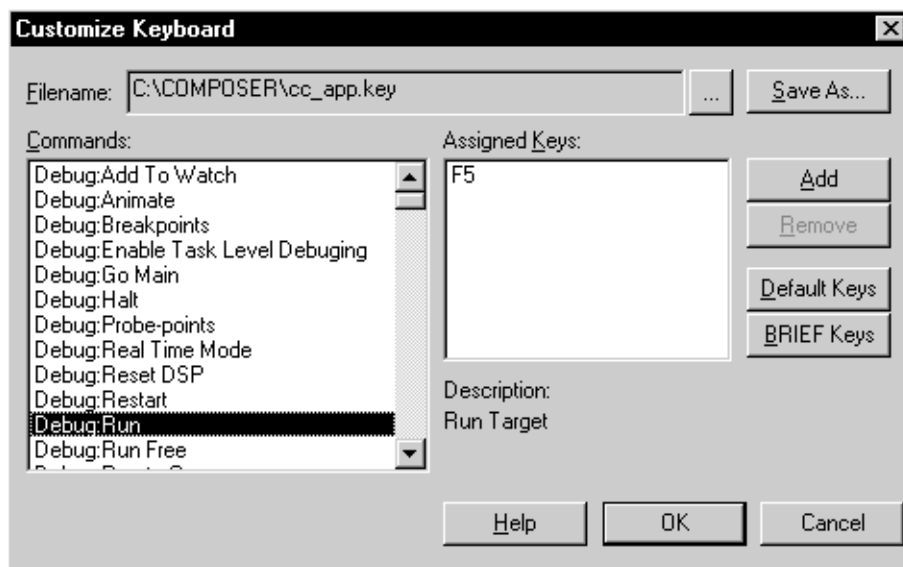 Customize Keyboard
Filename: C:\COMPOSER\cc_app.key ... Save As...
Commands:
Debug:Add To Watch
Debug:Animate
Debug:Breakpoints
Debug:Enable Task Level Debuging
Debug:Go Main
Debug:Halt
Debug:Probe-points
Debug:Real Time Mode
Debug:Reset DSP
Debug:Restart
Debug:Run
Debug:Run Free
Assigned Keys:
F5
Add
Remove
Default Keys
BRIEF Keys
Description:
Run Target
Help OK Cancel